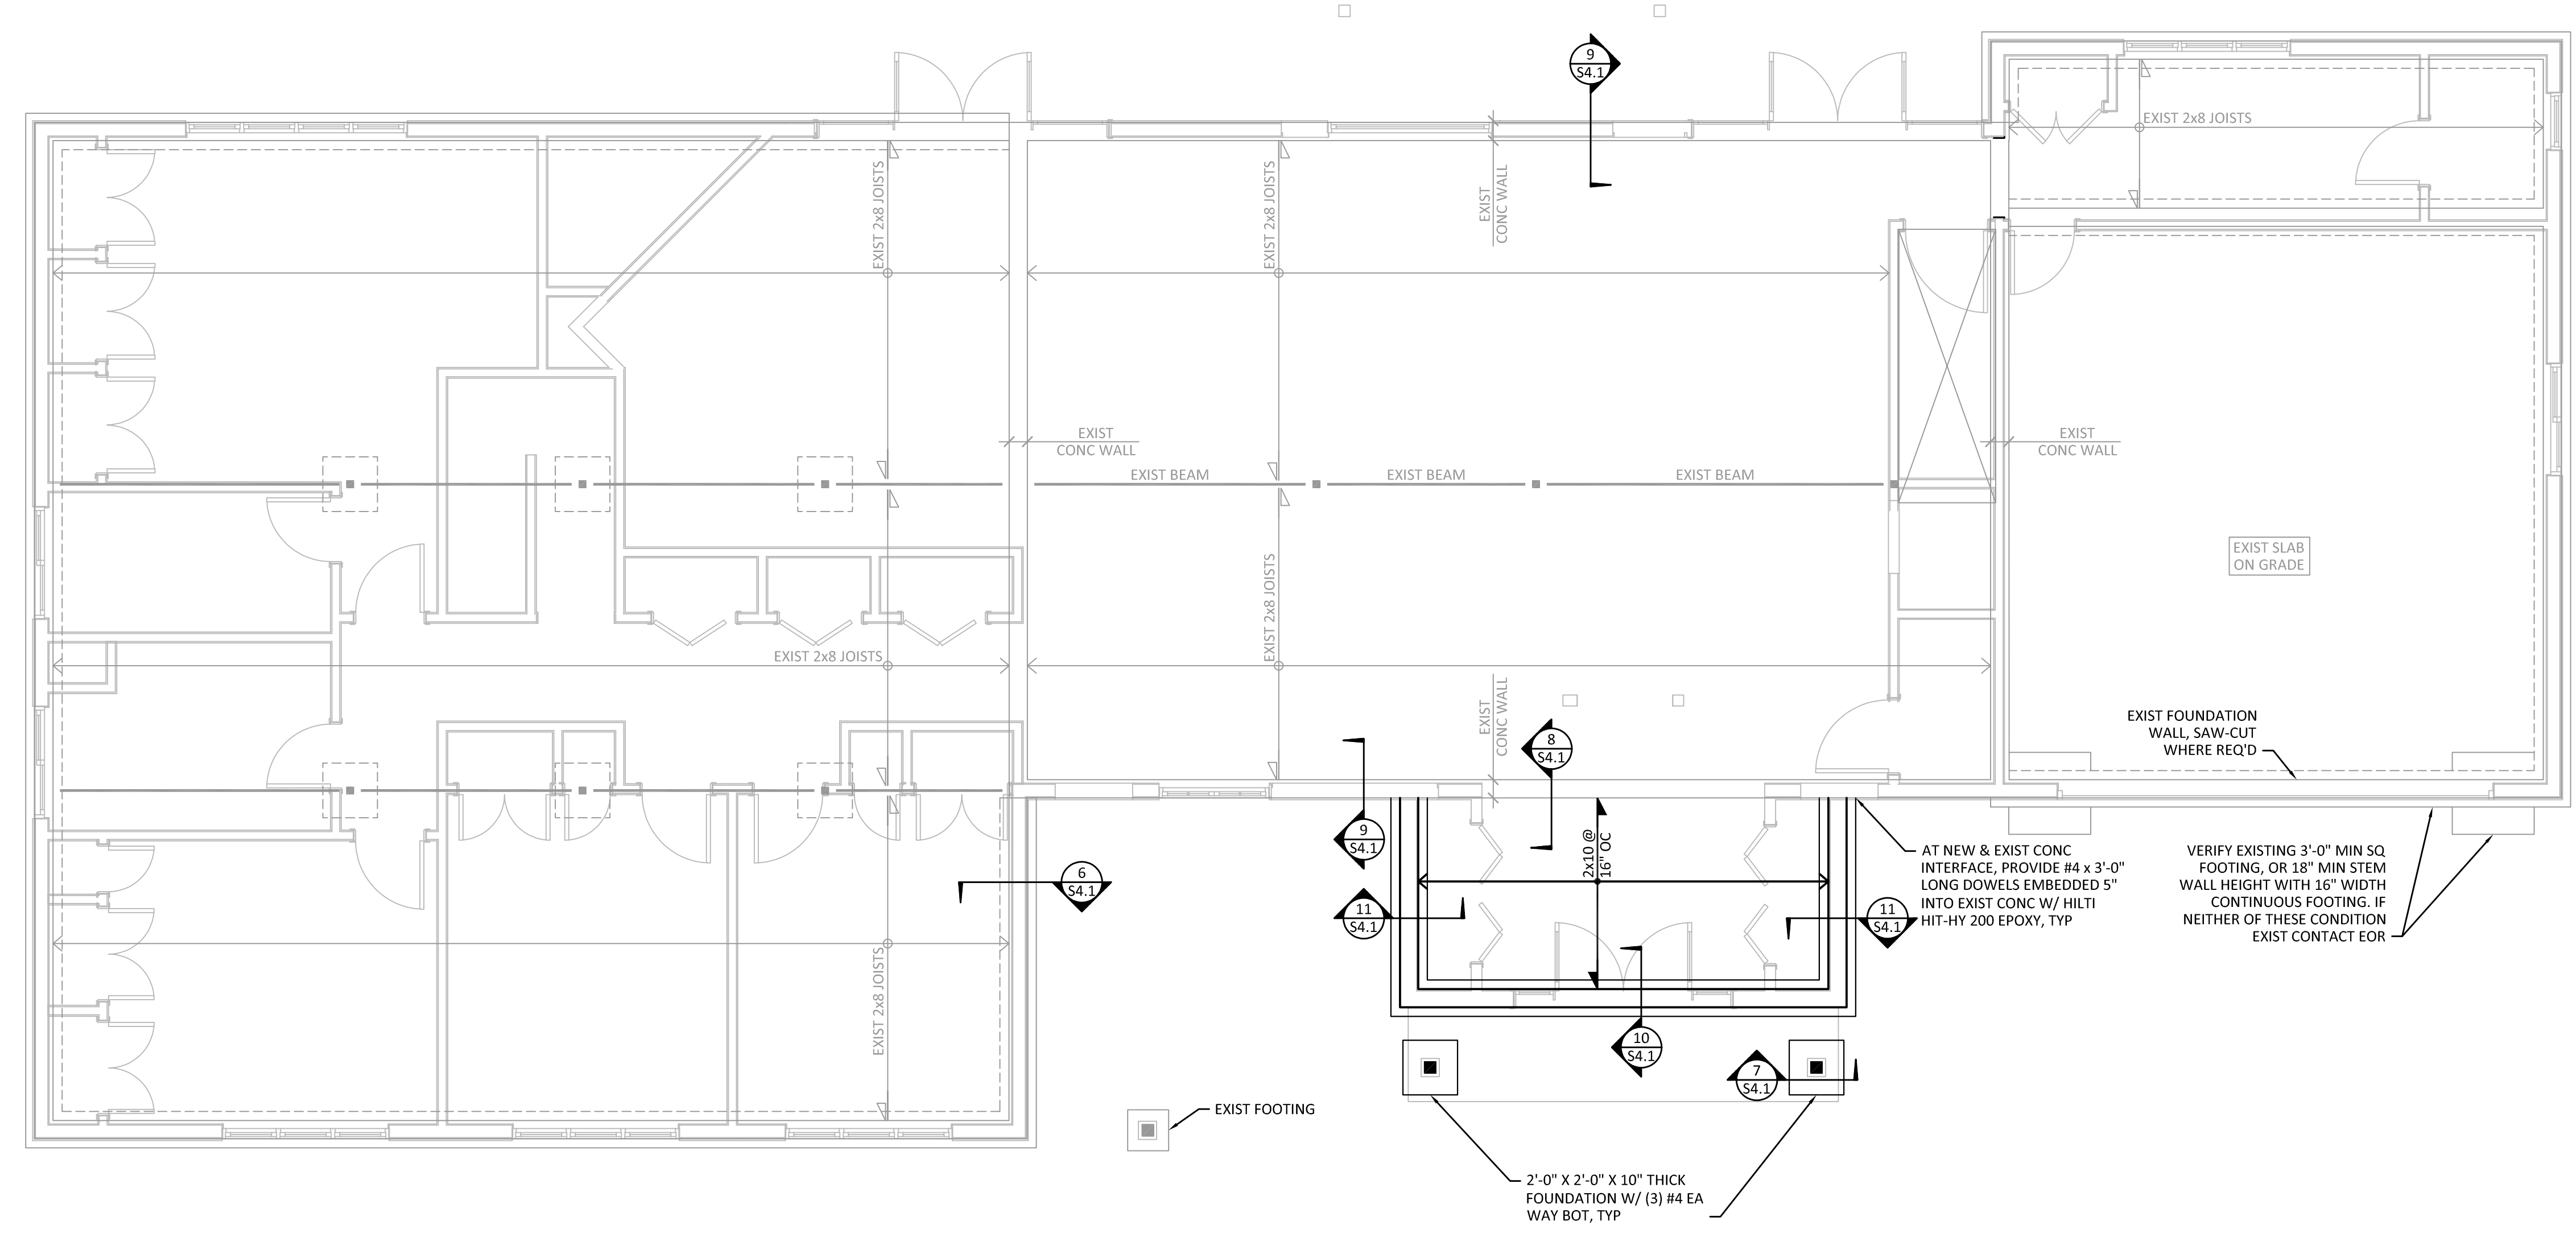 9
S4.1
EXIST 2x8 JOISTS
EXIST 2x8 JOISTS
EXIST 2x8 JOISTS
EXIST
CONC WALL
EXIST
CONC WALL
EXIST
CONC WALL
EXIST BEAM
EXIST BEAM
EXIST BEAM
EXIST SLAB
ON GRADE
EXIST 2x8 JOISTS
EXIST 2x8 JOISTS
EXIST
CONC WALL
EXIST FOUNDATION
WALL, SAW-CUT
WHERE REQ'D
8
S4.1
9
S4.1
2x10 @
16" OC
6
S4.1
11
S4.1
11
S4.1
AT NEW & EXIST CONC
INTERFACE, PROVIDE #4 x 3'-0"
LONG DOWELS EMBEDDED 5"
INTO EXIST CONC W/ HILTI
HIT-HY 200 EPOXY, TYP
VERIFY EXISTING 3'-0" MIN SQ
FOOTING, OR 18" MIN STEM
WALL HEIGHT WITH 16" WIDTH
CONTINUOUS FOOTING. IF
NEITHER OF THESE CONDITION
EXIST CONTACT EOR
EXIST 2x8 JOISTS
10
S4.1
7
S4.1
EXIST FOOTING
2'-0" X 2'-0" X 10" THICK
FOUNDATION W/ (3) #4 EA
WAY BOT, TYP